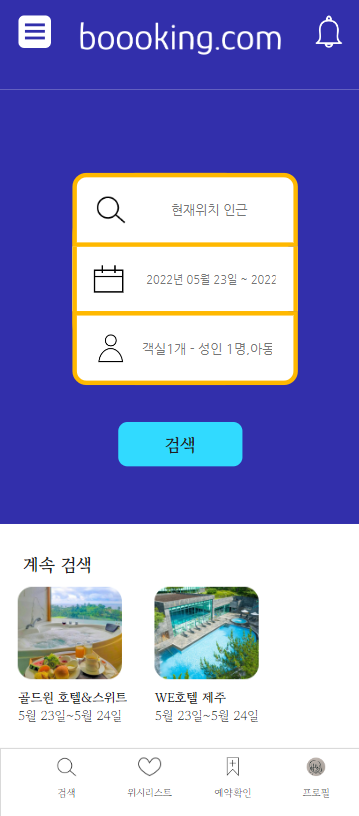 boooking.com
현재위치 인근
2022년 05월 23일 ~ 2022
객실1개 - 성인 1명,아동
검색
계속 검색
골드원 호텔&스위트
5월 23일~5월 24일
WE호텔 제주
5월 23일~5월 24일
검색
위시리스트
예약확인
프로필